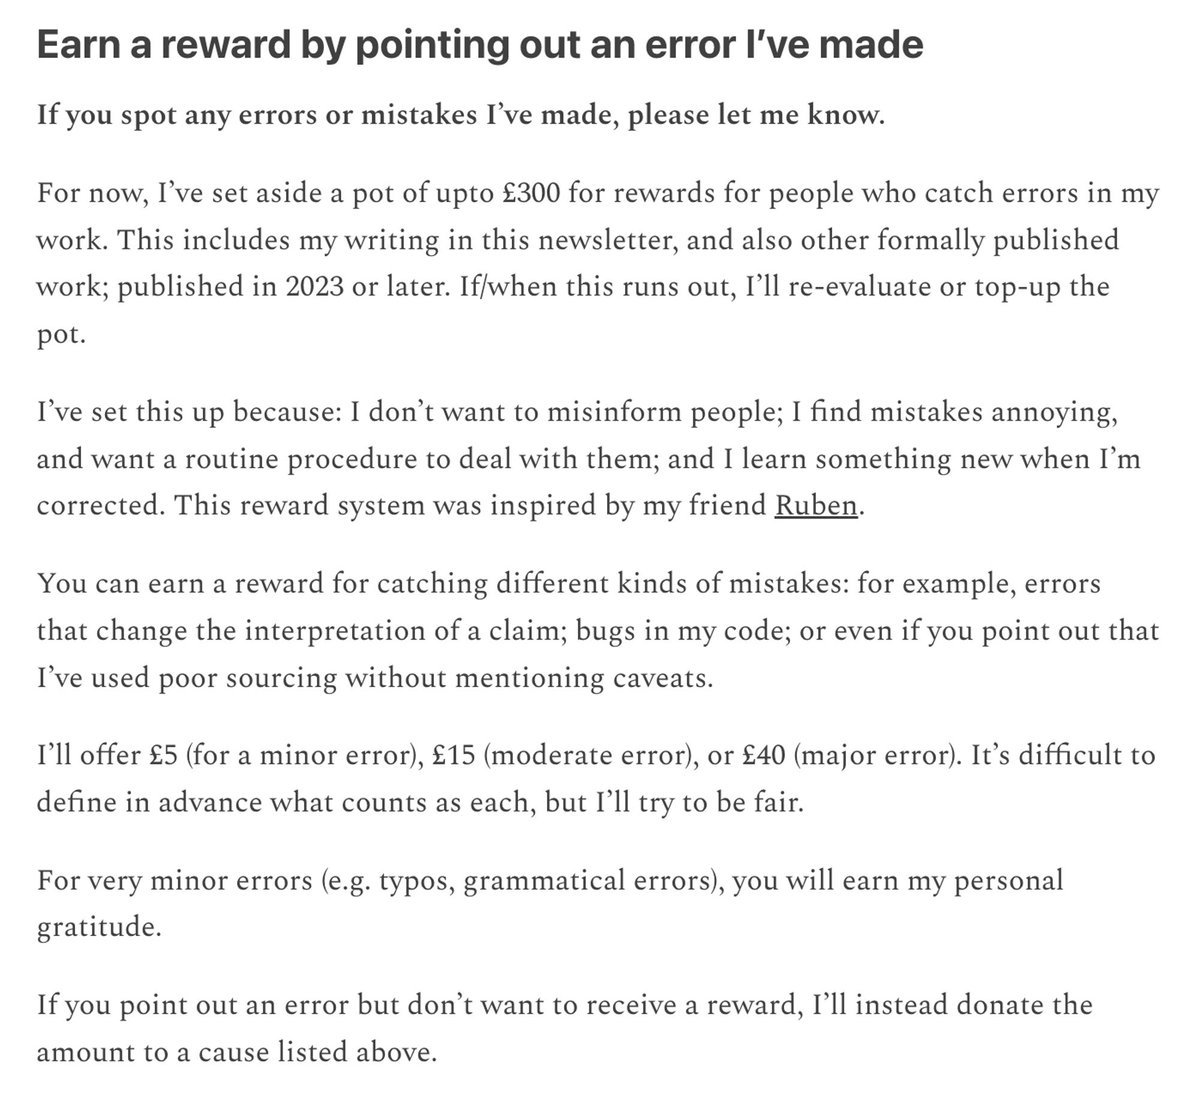 Earn a reward by pointing out an error I’ve made
If you spot any errors or mistakes I’ve made, please let me know.
For now, I’ve set aside a pot of upto £300 for rewards for people who catch errors in my
work. This includes my writing in this newsletter, and also other formally published
work; published in 2023 or later. If/when this runs out, I’ll re-evaluate or top-up the
pot.
I’ve set this up because: I don’t want to misinform people; I find mistakes annoying,
and want a routine procedure to deal with them; and I learn something new when I’m
corrected. This reward system was inspired by my friend Ruben.
You can earn a reward for catching different kinds of mistakes: for example, errors
that change the interpretation of a claim; bugs in my code; or even if you point out that
I’ve used poor sourcing without mentioning caveats.
I’ll offer £5 (for a minor error), £15 (moderate error), or £40 (major error). It’s difficult to
define in advance what counts as each, but I’ll try to be fair.
For very minor errors (e.g. typos, grammatical errors), you will earn my personal
gratitude.
If you point out an error but don’t want to receive a reward, I’ll instead donate the
amount to a cause listed above.